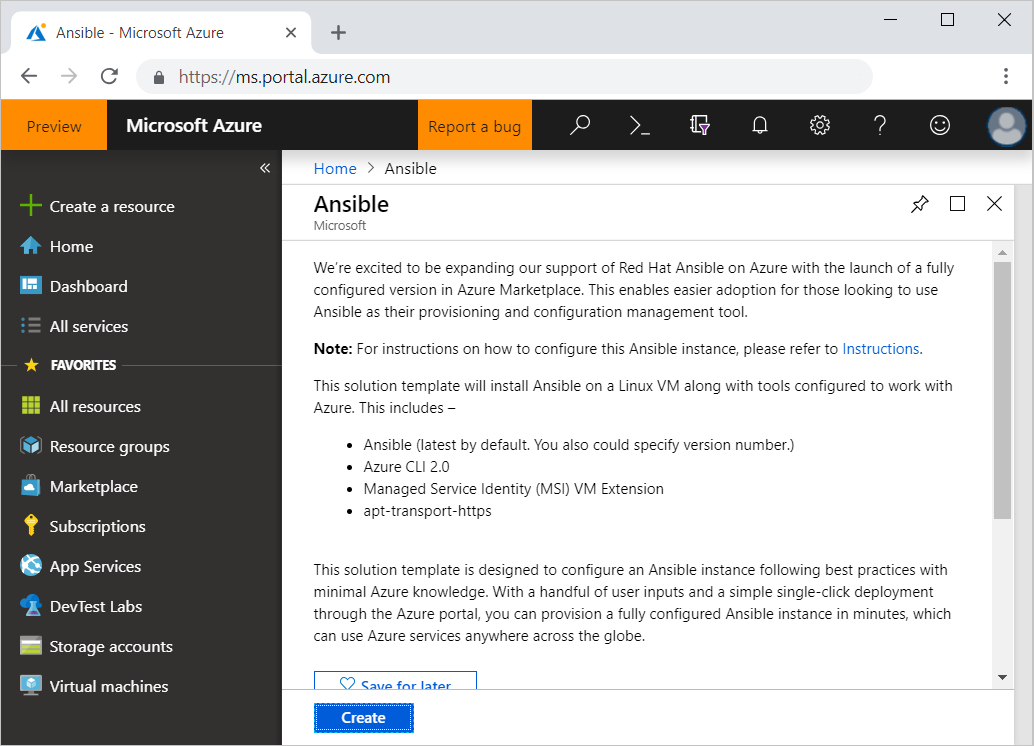 Ansible - Microsoft Azure
https://ms.portal.azure.com
Preview
Microsoft Azure
Report a bug
Create a resource
Home
Dashboard
All services
FAVORITES
All resources
Resource groups
Marketplace
Subscriptions
App Services
DevTest Labs
Storage accounts
Virtual machines
Home > Ansible
Ansible
Microsoft
We're excited to be expanding our support of Red Hat Ansible on Azure with the launch of a fully
configured version in Azure Marketplace. This enables easier adoption for those looking to use
Ansible as their provisioning and configuration management tool.
Note: For instructions on how to configure this Ansible instance, please refer to Instructions.
This solution template will install Ansible on a Linux VM along with tools configured to work with
Azure. This includes –
• Ansible (latest by default. You also could specify version number.)
• Azure CLI 2.0
• Managed Service Identity (MSI) VM Extension
• apt-transport-https
This solution template is designed to configure an Ansible instance following best practices with
minimal Azure knowledge. With a handful of user inputs and a simple single-click deployment
through the Azure portal, you can provision a fully configured Ansible instance in minutes, which
can use Azure services anywhere across the globe.
Save for later
Create